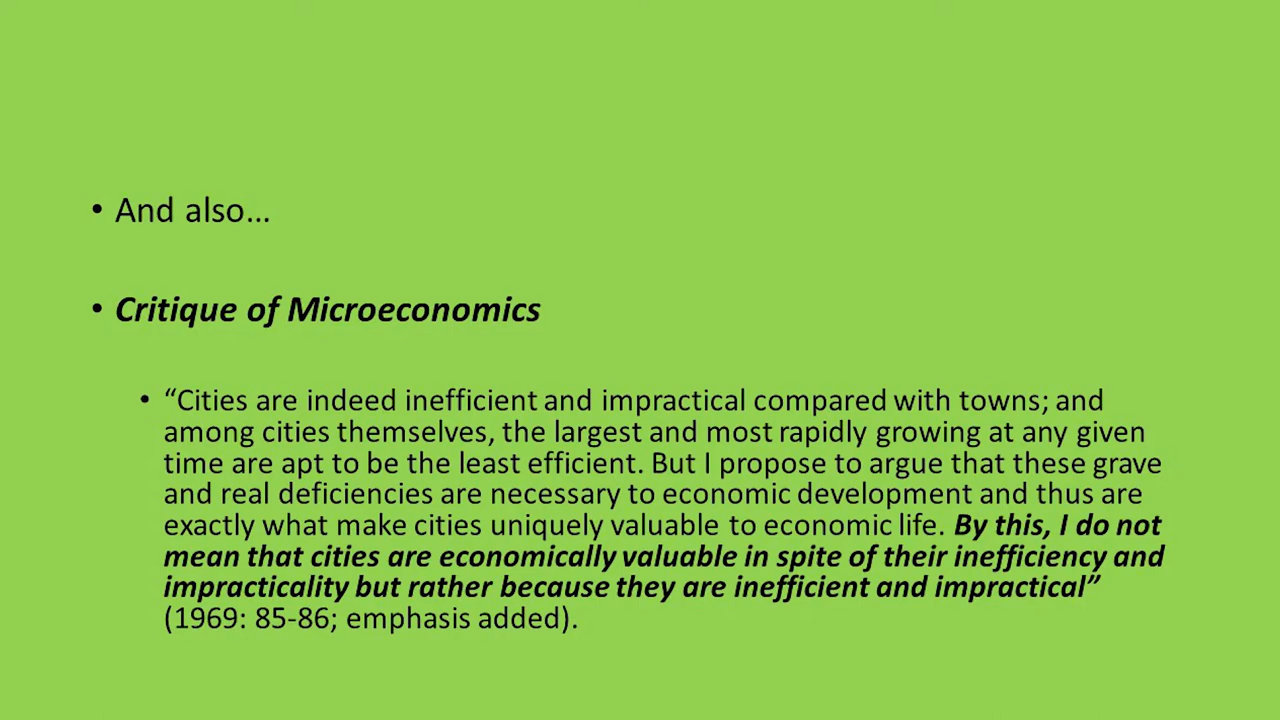 • And also…
• Critique of Microeconomics
• “Cities are indeed inefficient and impractical compared with towns; and
among cities themselves, the largest and most rapidly growing at any given
time are apt to be the least efficient. But I propose to argue that these grave
and real deficiencies are necessary to economic development and thus are
exactly what make cities uniquely valuable to economic life. By this, I do not
mean that cities are economically valuable in spite of their inefficiency and
impracticality but rather because they are inefficient and impractical”
(1969: 85-86; emphasis added).